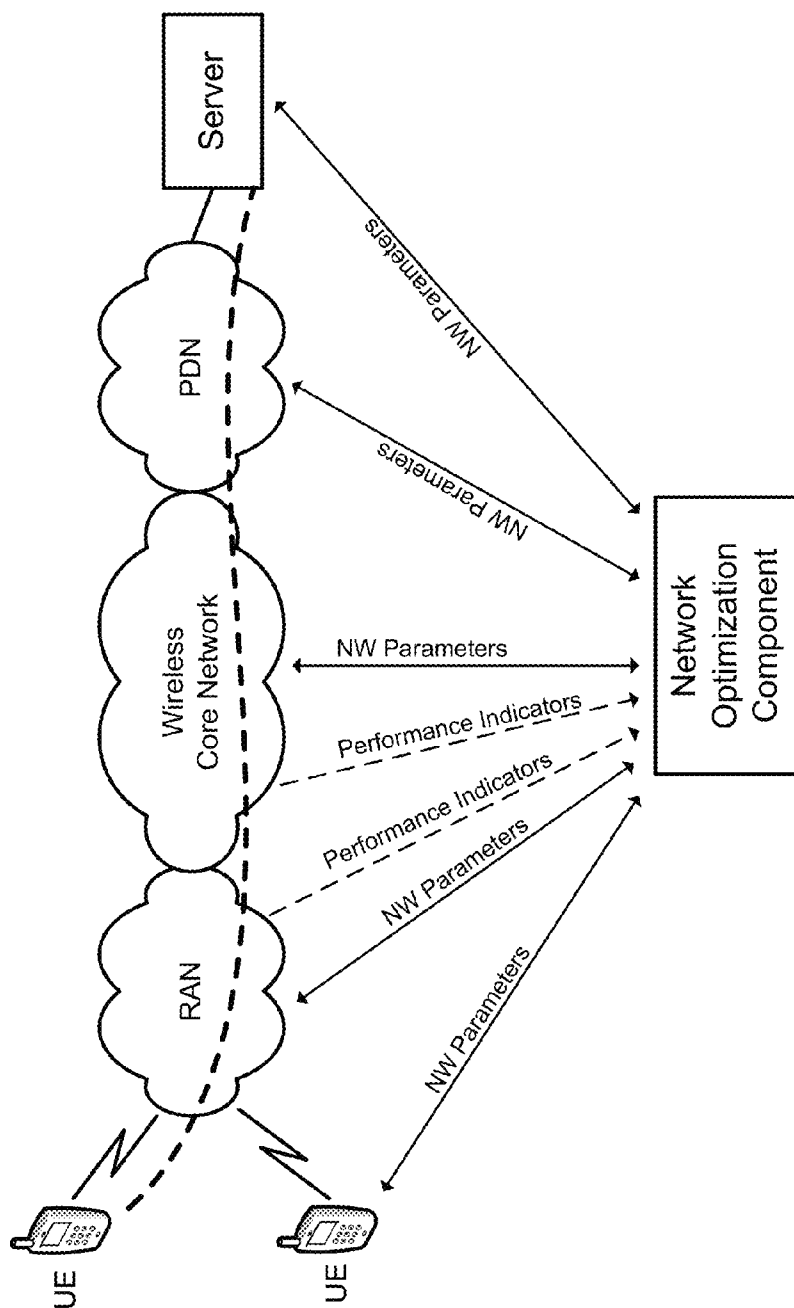 UE
UE
RAN
Wireless
Core Network
PDN
Server
NW Parameters
NW Parameters
Performance Indicators
Performance Indicators
NW Parameters
NW Parameters
NW Parameters
Network
Optimization
Component